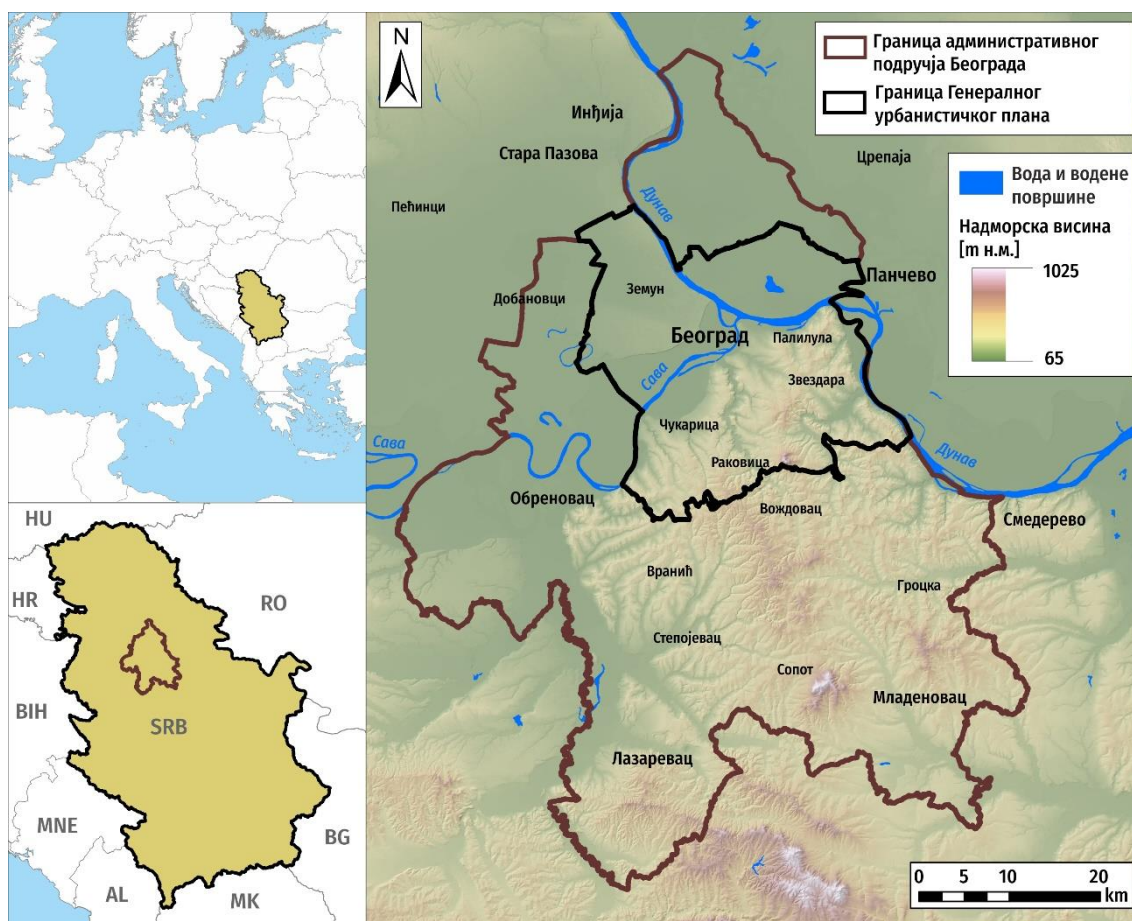 HU
HR
RO
BIH
SRB
MNE
BG
AL
MK
N
Граница административног
подручја Београда
Граница Генералног
урбанистичког плана
Вода и водене
површине
Надморска висина
[m н.м.]
1025
65
Инђија
Стара Пазова
Црепаја
Пећинци
Дунав
Панчево
Добановци
Земун
Београд
Палилула
Сава
Звездара
Чукарица
Сава
Раковица
Дунав
Обреновац
Вождовац
Смедерево
Вранић
Гроцка
Степојевац
Сопот
Младеновац
Лазаревац
0 5 10 20
km